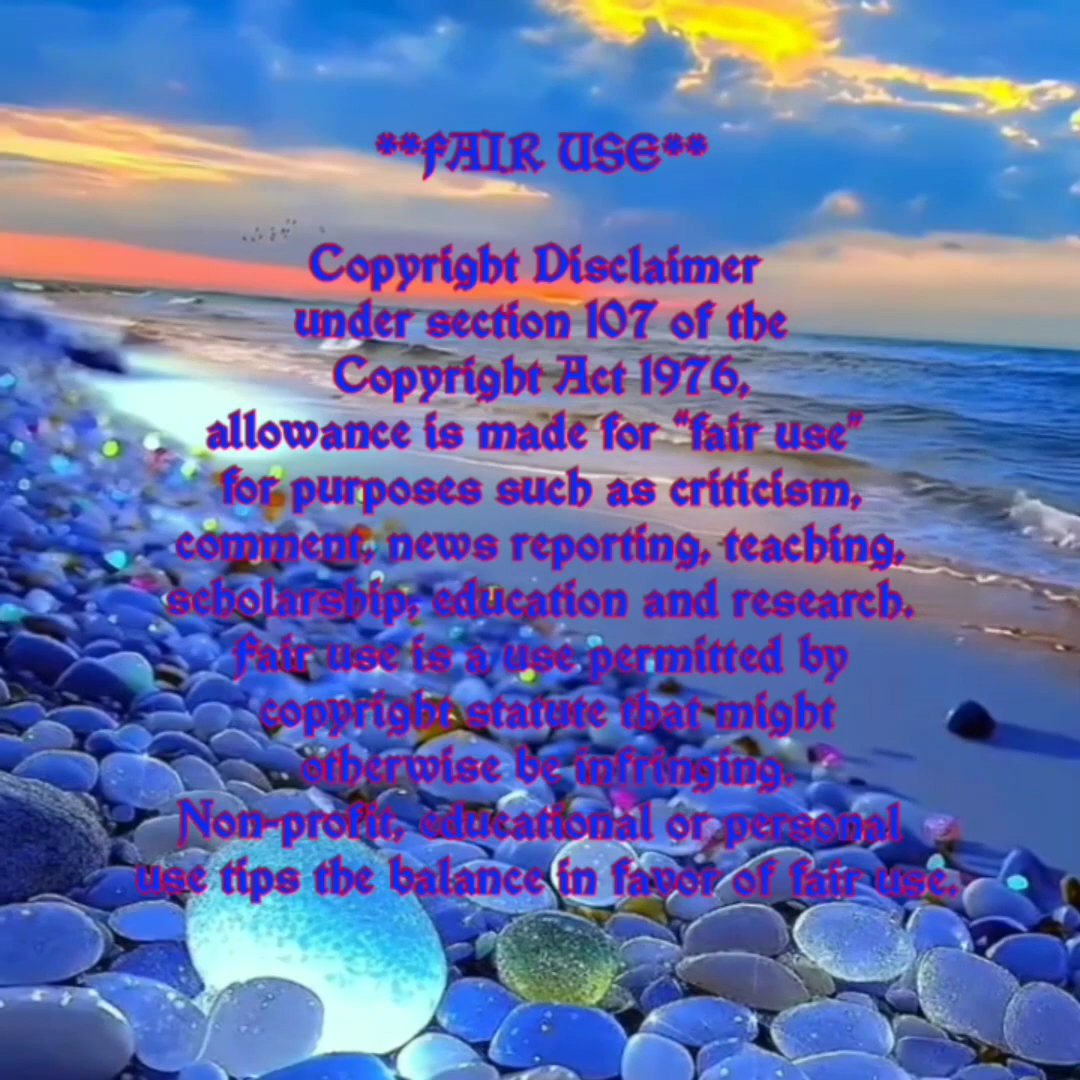 **FAIR USE**
Copyright Disclaimer
under section 107 of the
Copyright Act 1976,
allowance is made for “fair use”
for purposes such as criticism,
comment, news reporting, teaching,
scholarship, education and research.
Fair use is a use permitted by
copyright statute that might
otherwise be infringing.
Non-profit, educational or personal
use tips the balance in favor of fair use.